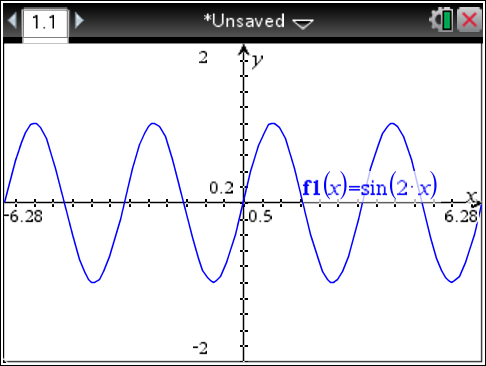 1.1
*Unsaved
2
y
0.2
f1(x)=sin(2·x)
x
-6.28
0.5
6.28
-2